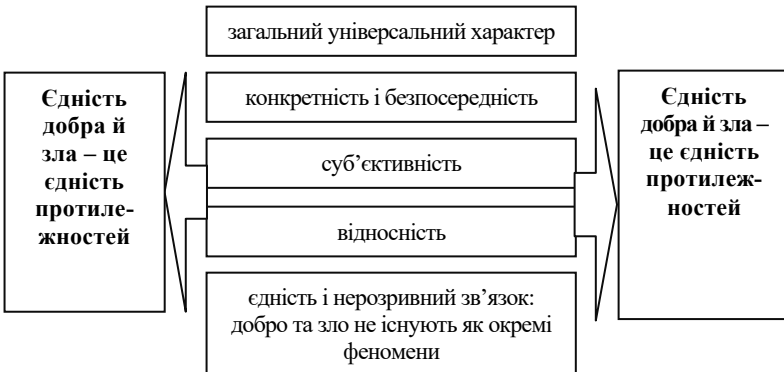 загальний універсальний характер
Єдність
добра й
зла – це
єдність
протиле-
жностей
конкретність і безпосередність
суб’єктивність
відносність
єдність і нерозривний зв’язок:
добро та зло не існують як окремі
феномени
Єдність
добра й зла –
це єдність
протилеж-
ностей